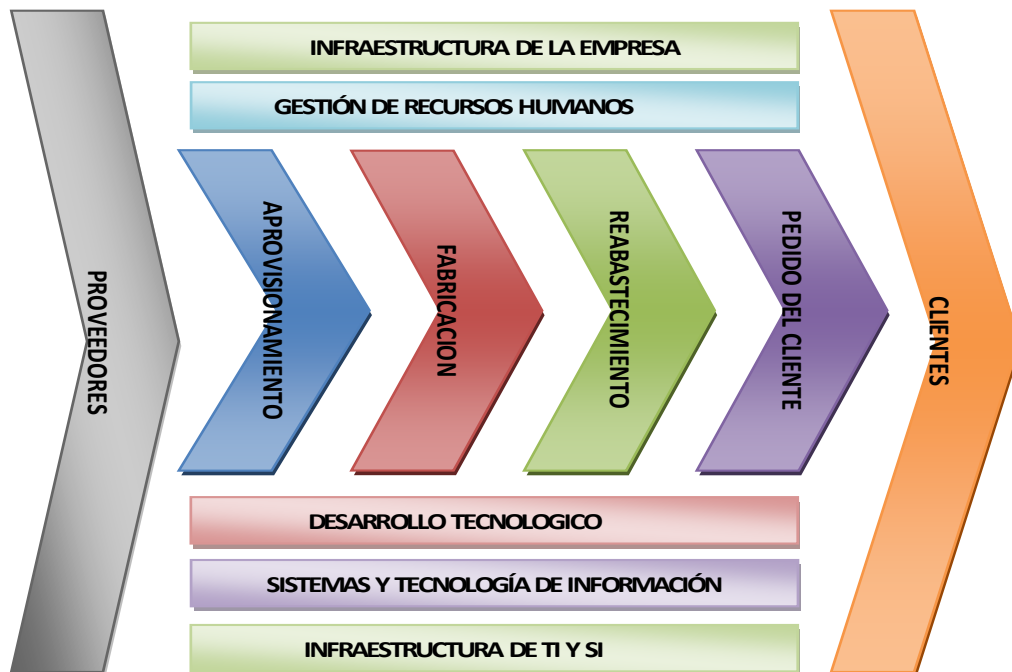 INFRAESTRUCTURA DE LA EMPRESA
GESTIÓN DE RECURSOS HUMANOS
PROVEEDORES
APROVISIONAMIENTO
FABRICACION
REABASTECIMIENTO
PEDIDO DEL CLIENTE
CLIENTES
DESARROLLO TECNOLOGICO
SISTEMAS Y TECNOLOGÍA DE INFORMACIÓN
INFRAESTRUCTURA DE TI Y SI